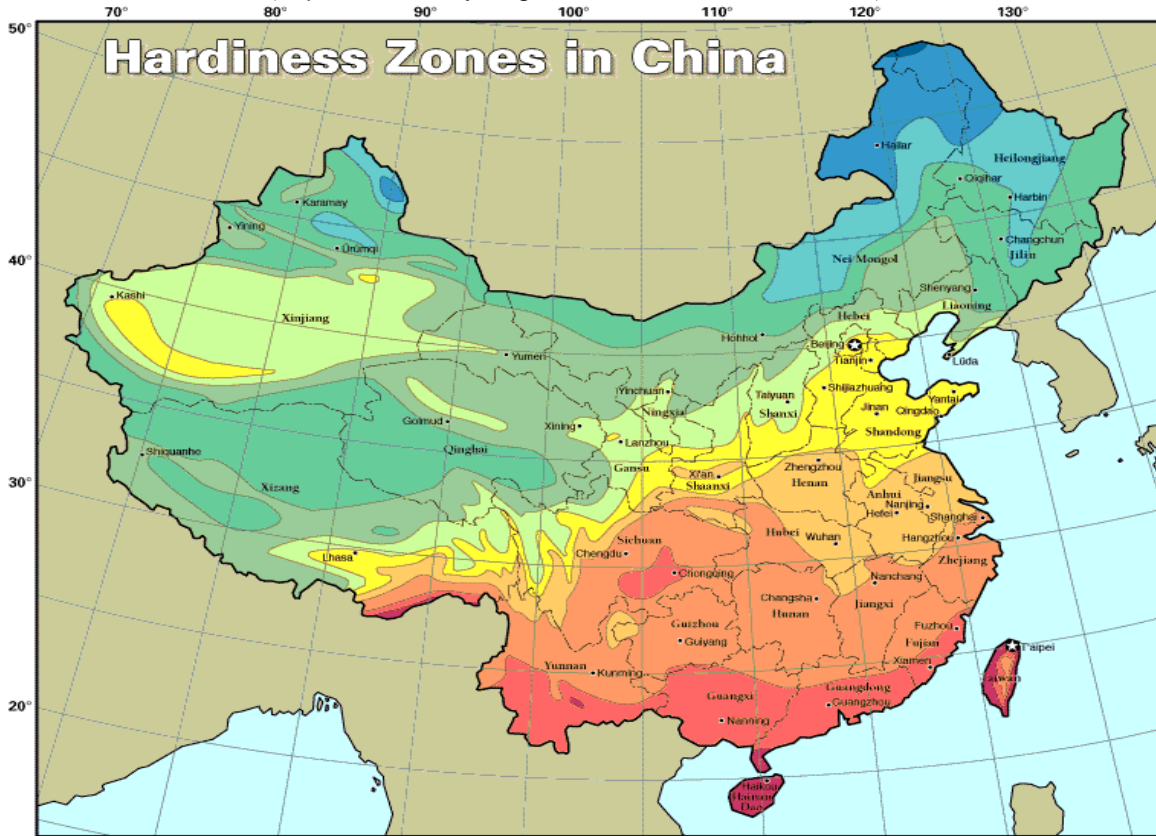 70°
80°
90°
100°
110°
120°
130°
50°
Hardiness Zones in China
Hailar
Heilongjiang
Qiqihar
Karamay
Harbin
Yining
Ürümqi
Changchun
Jilin
Nei Mongol
40°
Kashi
Shenyang
Liaoning
Xinjiang
Hebei
Hohhot
Beijing
Yumen
Tianjin
Lüda
Yinchuan
Taiyuan
Shijiazhuang
Yantai
Ningxia
Shanxi
Jinan
Qingdao
Golmud
Xining
Lanzhou
Shandong
Qinghai
Shiquanhe
Gansu
Xi'an
Zhengzhou
30°
Xizang
Shaanxi
Henan
Jiangsu
Anhui
Nanjing
Hefei
Shanghai
Hubei
Sichuan
Wuhan
Hangzhou
Lhasa
Chengdu
Zhejiang
Chongqing
Nanchang
Changsha
Hunan
Jiangxi
Guizhou
Guiyang
Fuzhou
Fujian
Taipei
Yunnan
Kunming
Xiamen
Taiwan
Guangxi
Guangdong
Guangzhou
20°
Nanning
Haikou
Hainan
Dao